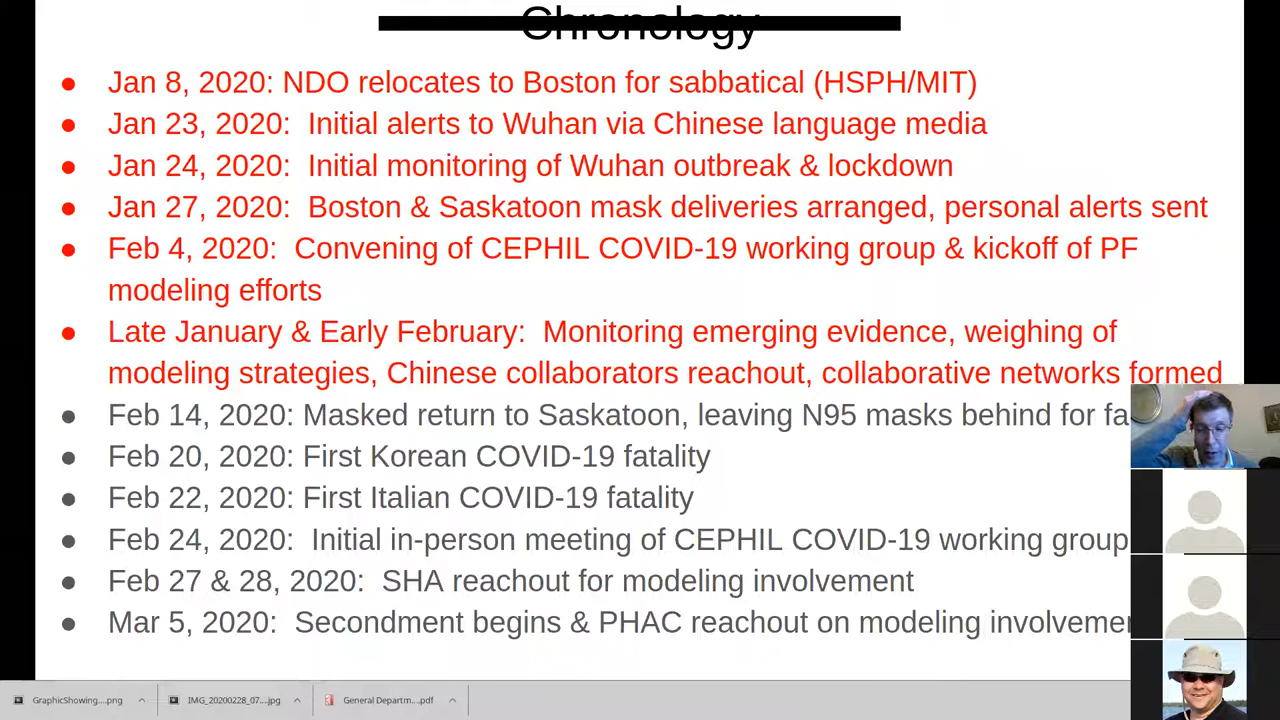 Chronology
● Jan 8, 2020: NDO relocates to Boston for sabbatical (HSPH/MIT)
● Jan 23, 2020: Initial alerts to Wuhan via Chinese language media
● Jan 24, 2020: Initial monitoring of Wuhan outbreak & lockdown
● Jan 27, 2020: Boston & Saskatoon mask deliveries arranged, personal alerts sent
● Feb 4, 2020: Convening of CEPHIL COVID-19 working group & kickoff of PF
modeling efforts
● Late January & Early February: Monitoring emerging evidence, weighing of
modeling strategies, Chinese collaborators reachout, collaborative networks formed
● Feb 14, 2020: Masked return to Saskatoon, leaving N95 masks behind for
● Feb 20, 2020: First Korean COVID-19 fatality
● Feb 22, 2020: First Italian COVID-19 fatality
● Feb 24, 2020: Initial in-person meeting of CEPHIL COVID-19 working group
● Feb 27 & 28, 2020: SHA reachout for modeling involvement
● Mar 5, 2020: Secondment begins & PHAC reachout on modeling
GraphicShowing....png
IMG_20200228_07...jpg
General Departm...pdf